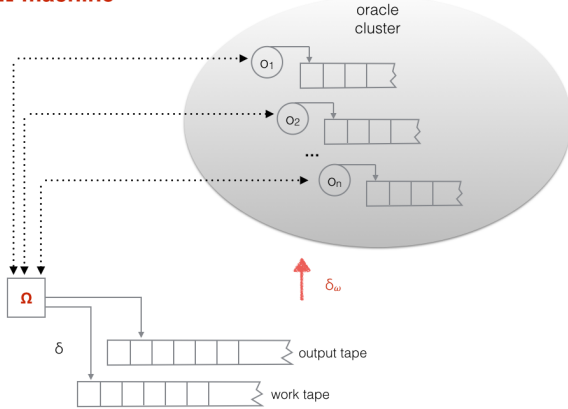 oracle
cluster
O₁
O₂
...
Oₙ
Ω
δω
δ
output tape
work tape